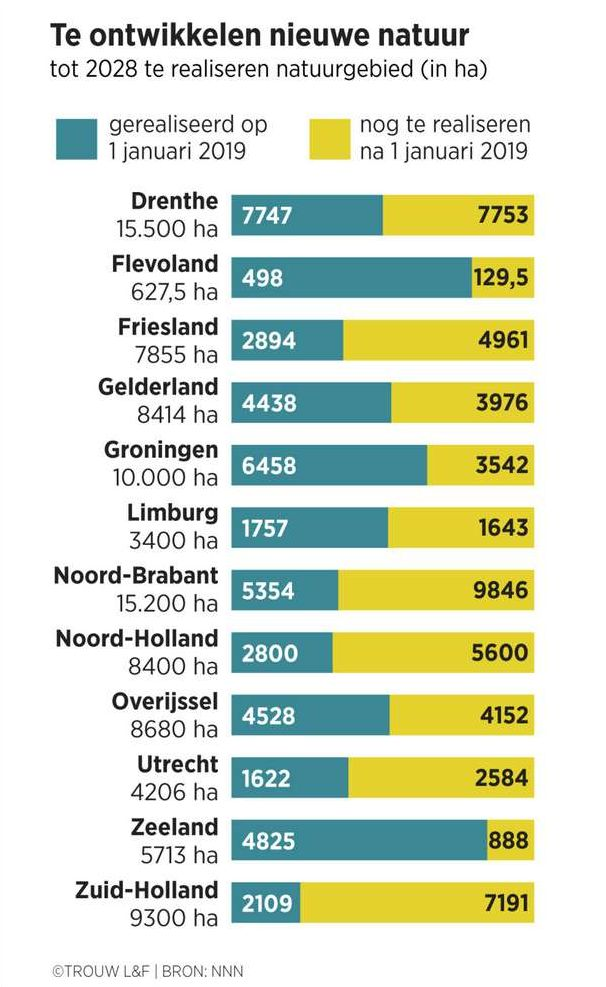 Te ontwikkelen nieuwe natuur
tot 2028 te realiseren natuurgebied (in ha)
gerealiseerd op
1 januari 2019
nog te realiseren
na 1 januari 2019
Drenthe
15.500 ha
7747 7753
Flevoland
627,5 ha
498 129,5
Friesland
7855 ha
2894 4961
Gelderland
8414 ha
4438 3976
Groningen
10.000 ha
6458 3542
Limburg
3400 ha
1757 1643
Noord-Brabant
15.200 ha
5354 9846
Noord-Holland
8400 ha
2800 5600
Overijssel
8680 ha
4528 4152
Utrecht
4206 ha
1622 2584
Zeeland
5713 ha
4825 888
Zuid-Holland
9300 ha
2109 7191
©TROUW L&F | BRON: NNN